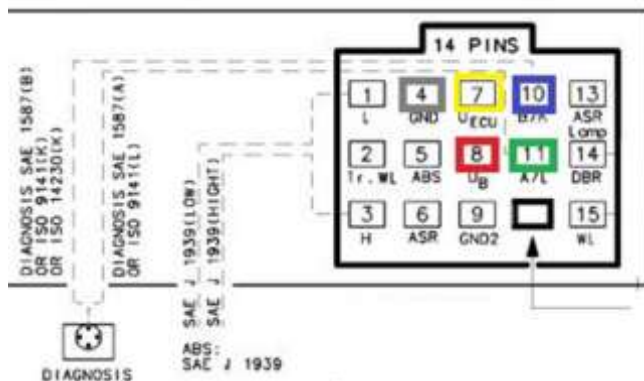 14 PINS
1 4 7 10 13
L GND UECU B/K ASR
Lamp
2 5 8 11 14
Tr. WL ABS UB A/L DBR
3 6 9 15
H ASR GND2 WL
DIAGNOSIS SAE 1587(B)
OR ISO 9141(K)
OR ISO 14230(K)
DIAGNOSIS SAE 1587(A)
OR ISO 9141(L)
SAE J 1939(LOW)
SAE J 1939(HIGHT)
ABS:
SAE J 1939
DIAGNOSIS